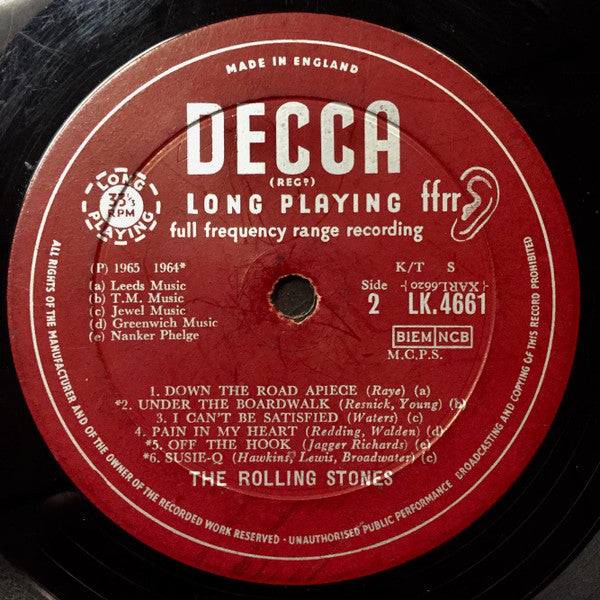 MADE IN ENGLAND
DECCA
(REGD)
LONG PLAYING
ffrr
full frequency range recording
LONG
33⅓
RPM
PLAYING
(P) 1965 1964*
(a) Leeds Music
(b) T.M. Music
(c) Jewel Music
(d) Greenwich Music
(e) Nanker Phelge
K/T S
Side
2
XARL6620
LK.4661
BIEM NCB
M.C.P.S.
1. DOWN THE ROAD APIECE (Raye) (a)
*2. UNDER THE BOARDWALK (Resnick, Young) (b)
3. I CAN'T BE SATISFIED (Waters) (c)
4. PAIN IN MY HEART (Redding, Walden) (d)
*5. OFF THE HOOK (Jagger Richards) (e)
*6. SUSIE-Q (Hawkins, Lewis, Broadwater) (c)
THE ROLLING STONES
ALL RIGHTS OF THE MANUFACTURER AND OF THE OWNER OF THE RECORDED WORK RESERVED · UNAUTHORISED PUBLIC PERFORMANCE BROADCASTING AND COPYING OF THIS RECORD PROHIBITED